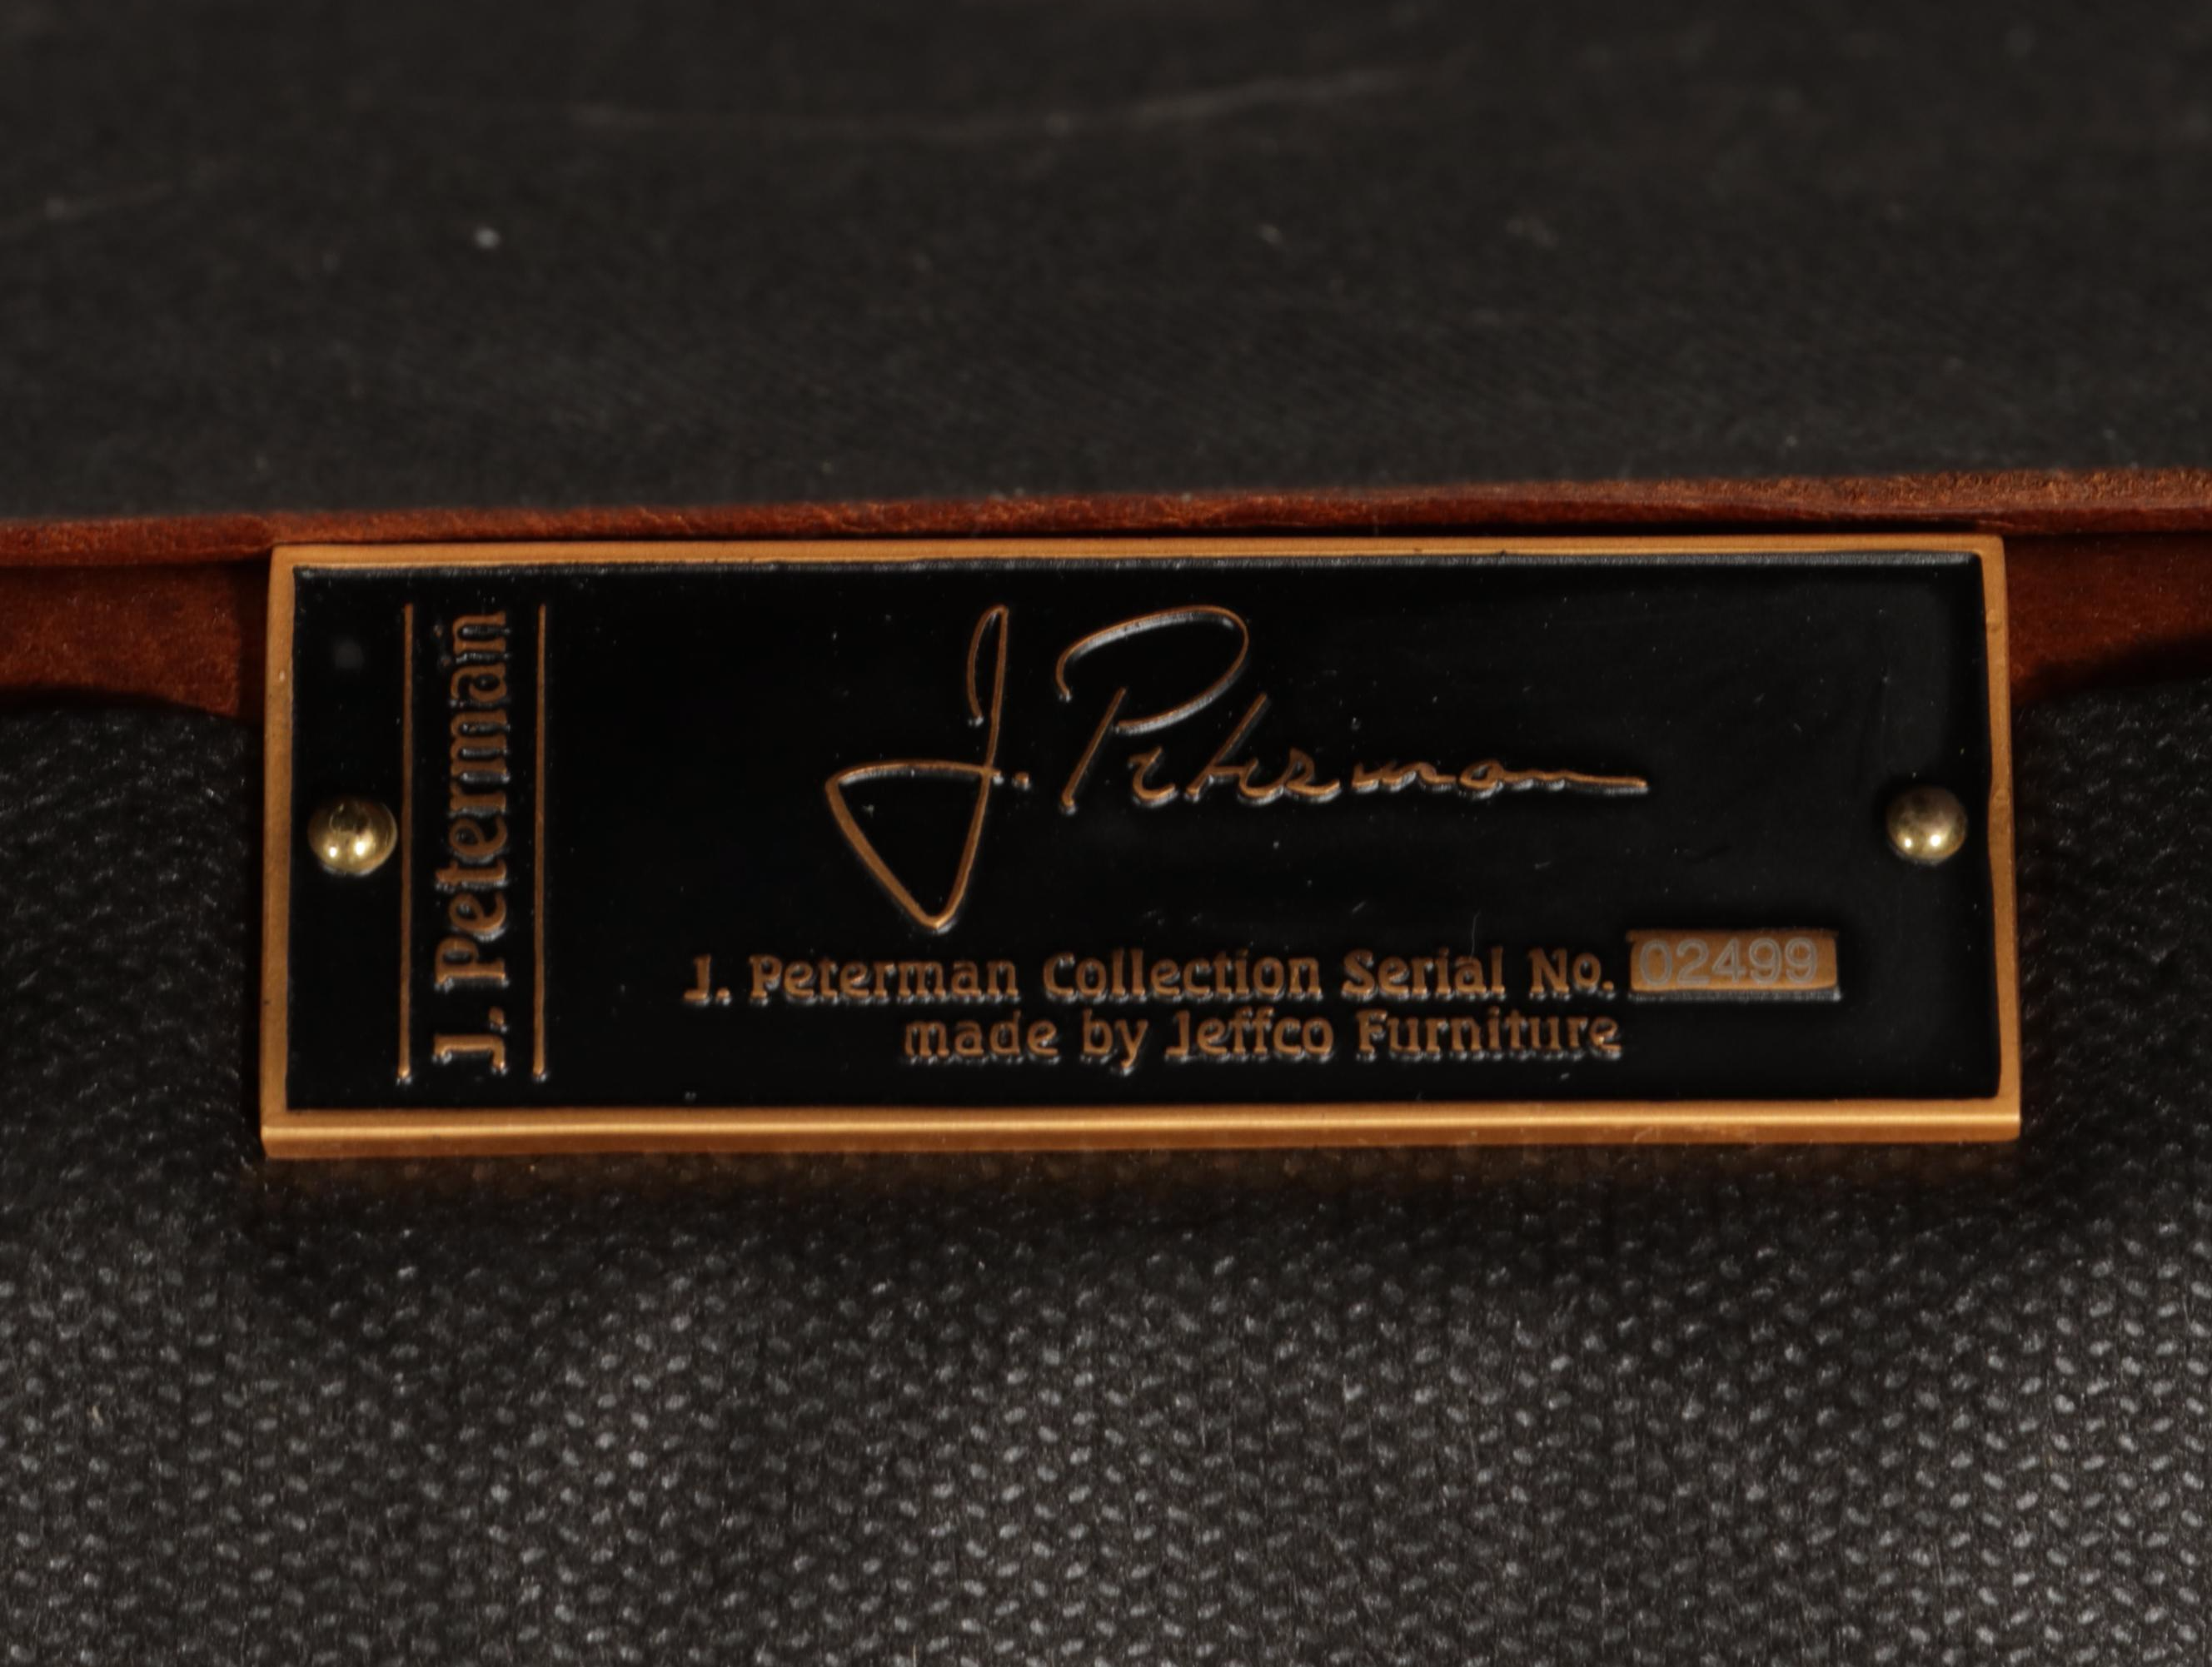 J. Peterman
J. Peterman
J. Peterman Collection Serial No. 02499
made by Jeffco Furniture